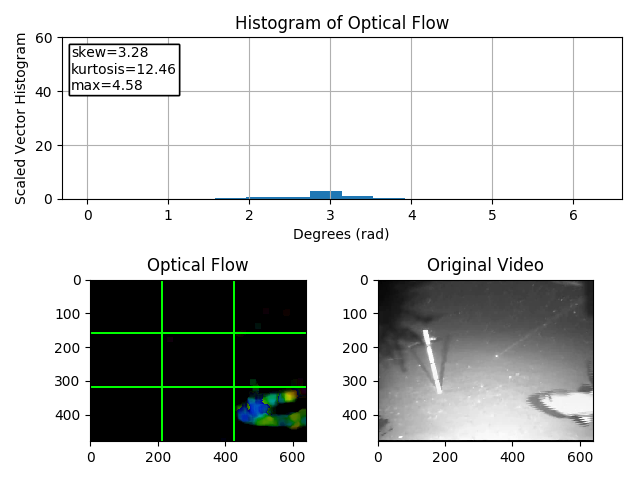 Histogram of Optical Flow
Scaled Vector Histogram
60
40
20
0
skew=3.28
kurtosis=12.46
max=4.58
0 1 2 3 4 5 6
Degrees (rad)
Optical Flow
0
100
200
300
400
0 200 400 600
Original Video
0
100
200
300
400
0 200 400 600